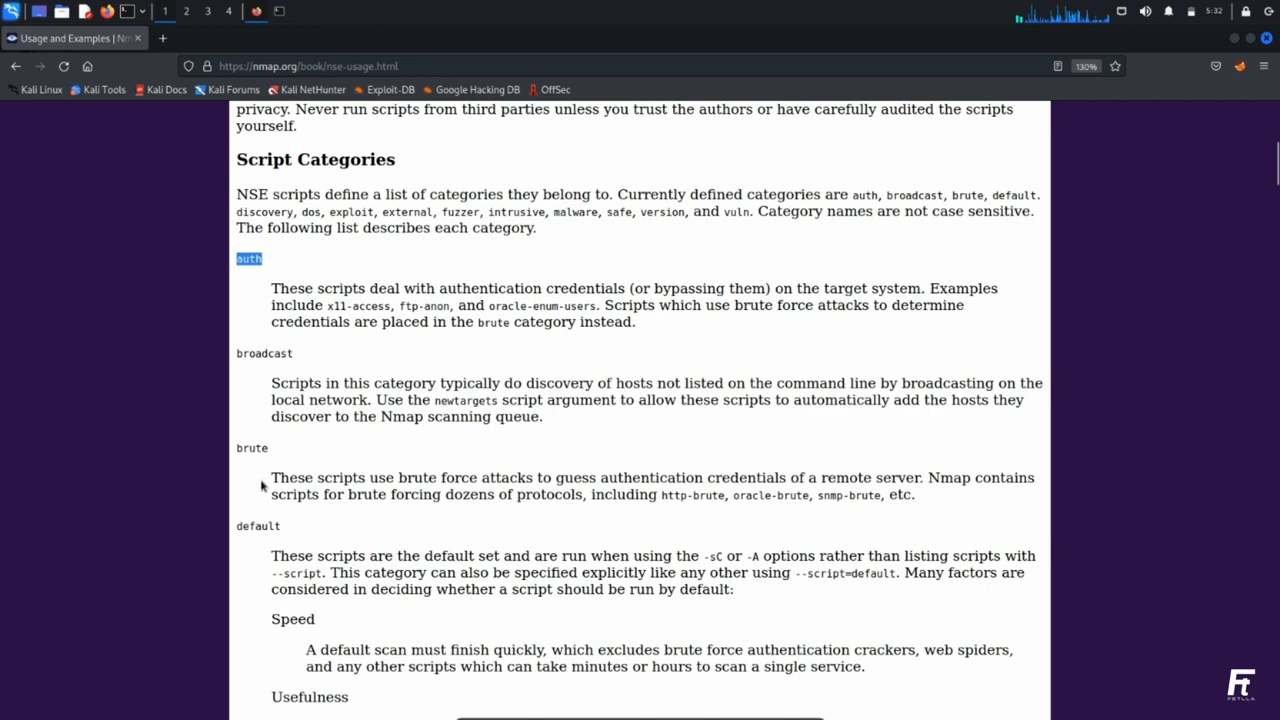 1 2 3 4 5:32
Usage and Examples | Nm
https://nmap.org/book/nse-usage.html 130%
Kali Linux Kali Tools Kali Docs Kali Forums Kali NetHunter Exploit-DB Google Hacking DB OffSec
privacy. Never run scripts from third parties unless you trust the authors or have carefully audited the scripts
yourself.
Script Categories
NSE scripts define a list of categories they belong to. Currently defined categories are auth, broadcast, brute, default.
discovery, dos, exploit, external, fuzzer, intrusive, malware, safe, version, and vuln. Category names are not case sensitive.
The following list describes each category.
auth
These scripts deal with authentication credentials (or bypassing them) on the target system. Examples
include x11-access, ftp-anon, and oracle-enum-users. Scripts which use brute force attacks to determine
credentials are placed in the brute category instead.
broadcast
Scripts in this category typically do discovery of hosts not listed on the command line by broadcasting on the
local network. Use the newtargets script argument to allow these scripts to automatically add the hosts they
discover to the Nmap scanning queue.
brute
These scripts use brute force attacks to guess authentication credentials of a remote server. Nmap contains
scripts for brute forcing dozens of protocols, including http-brute, oracle-brute, snmp-brute, etc.
default
These scripts are the default set and are run when using the -sC or -A options rather than listing scripts with
--script. This category can also be specified explicitly like any other using --script=default. Many factors are
considered in deciding whether a script should be run by default:
Speed
A default scan must finish quickly, which excludes brute force authentication crackers, web spiders,
and any other scripts which can take minutes or hours to scan a single service.
Usefulness
Ft
FETLLA